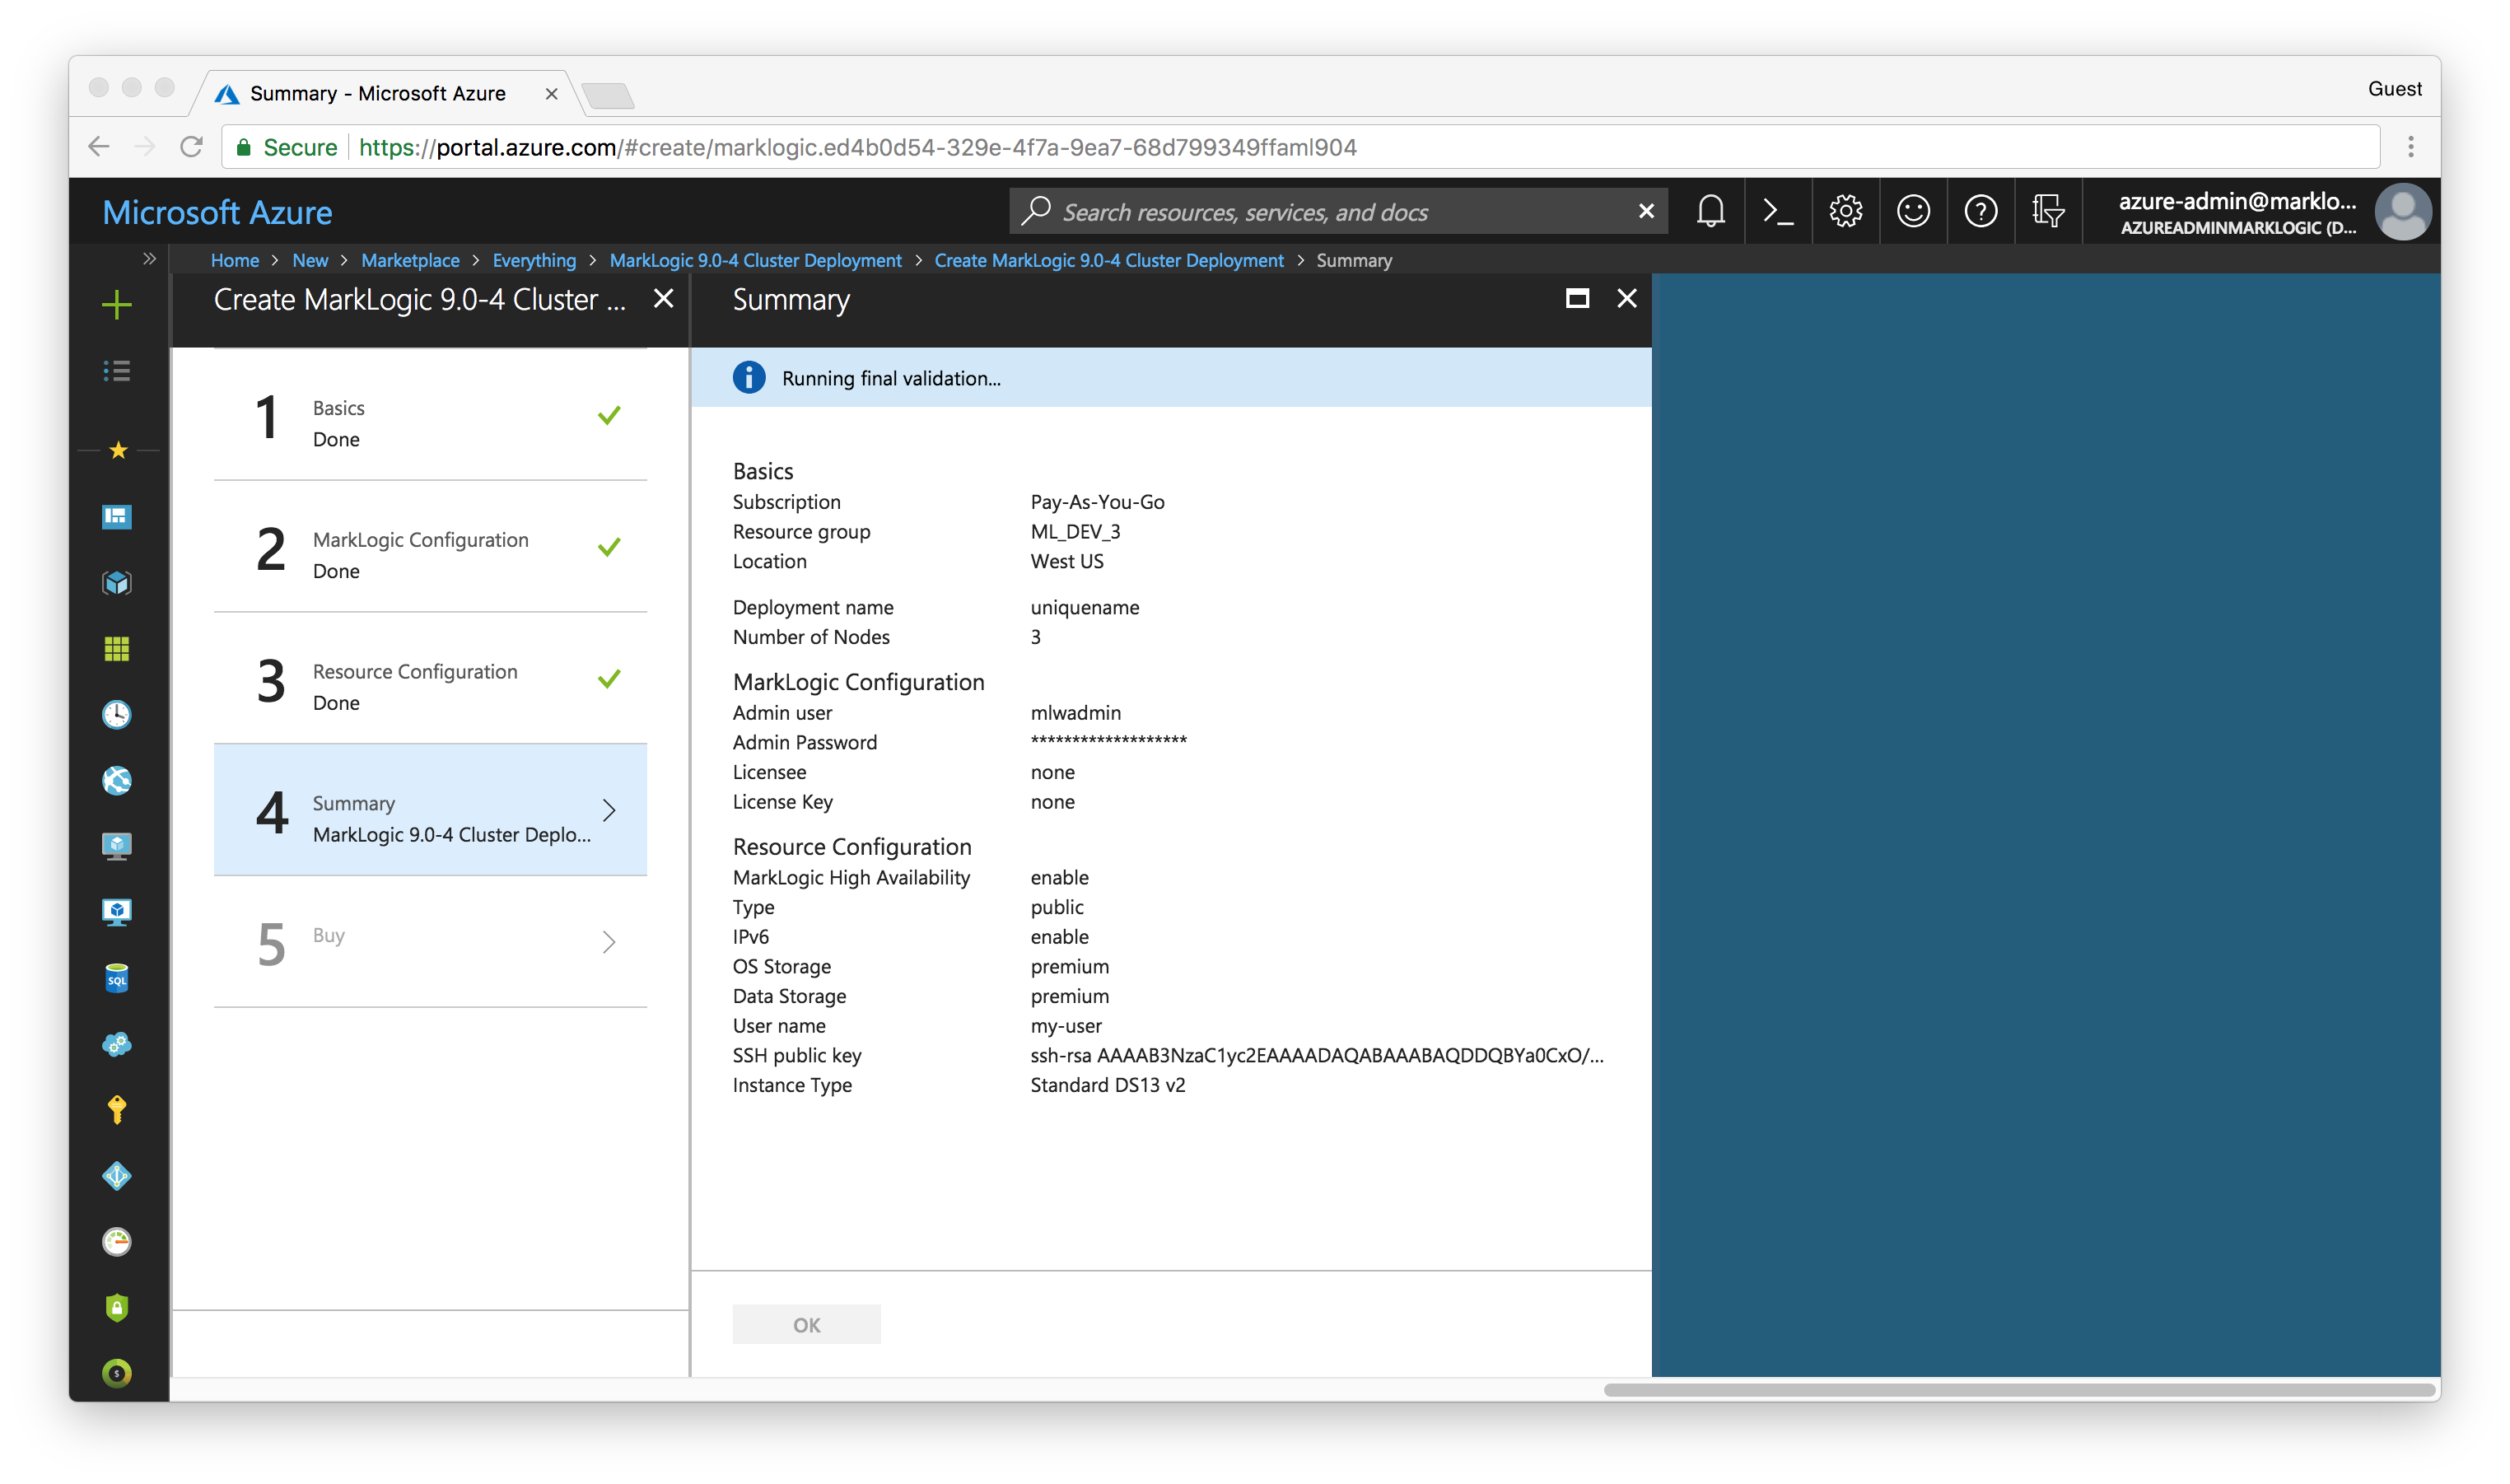 Summary - Microsoft Azure
Guest
Secure https://portal.azure.com/#create/marklogic.ed4b0d54-329e-4f7a-9ea7-68d799349ffaml904
Microsoft Azure
Search resources, services, and docs
azure-admin@marklo...
AZUREADMINMARKLOGIC (D...
Home > New > Marketplace > Everything > MarkLogic 9.0-4 Cluster Deployment > Create MarkLogic 9.0-4 Cluster Deployment > Summary
Create MarkLogic 9.0-4 Cluster ...
1 Basics
Done
2 MarkLogic Configuration
Done
3 Resource Configuration
Done
4 Summary
MarkLogic 9.0-4 Cluster Deplo...
5 Buy
SQL
$
Summary
Running final validation...
Basics
Subscription Pay-As-You-Go
Resource group ML_DEV_3
Location West US
Deployment name uniquename
Number of Nodes 3
MarkLogic Configuration
Admin user mlwadmin
Admin Password *******************
Licensee none
License Key none
Resource Configuration
MarkLogic High Availability enable
Type public
IPv6 enable
OS Storage premium
Data Storage premium
User name my-user
SSH public key ssh-rsa AAAAB3NzaC1yc2EAAAADAQABAAABAQDDQBYa0CxO/...
Instance Type Standard DS13 v2
OK